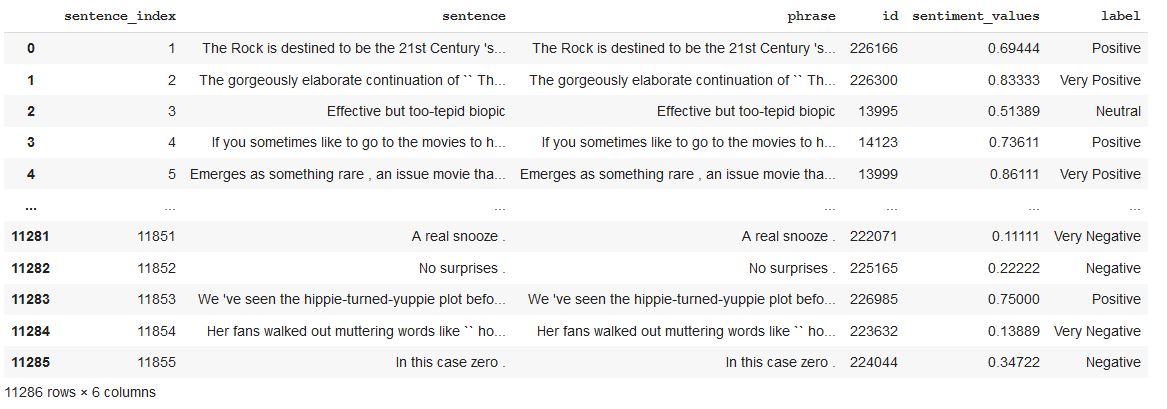 sentence_index sentence phrase id sentiment_values label
0 1 The Rock is destined to be the 21st Century 's... The Rock is destined to be the 21st Century 's... 226166 0.69444 Positive
1 2 The gorgeously elaborate continuation of `` Th... The gorgeously elaborate continuation of `` Th... 226300 0.83333 Very Positive
2 3 Effective but too-tepid biopic Effective but too-tepid biopic 13995 0.51389 Neutral
3 4 If you sometimes like to go to the movies to h... If you sometimes like to go to the movies to h... 14123 0.73611 Positive
4 5 Emerges as something rare , an issue movie tha... Emerges as something rare , an issue movie tha... 13999 0.86111 Very Positive
... ... ... ... ... ... ...
11281 11851 A real snooze . A real snooze . 222071 0.11111 Very Negative
11282 11852 No surprises . No surprises . 225165 0.22222 Negative
11283 11853 We 've seen the hippie-turned-yuppie plot befo... We 've seen the hippie-turned-yuppie plot befo... 226985 0.75000 Positive
11284 11854 Her fans walked out muttering words like `` ho... Her fans walked out muttering words like `` ho... 223632 0.13889 Very Negative
11285 11855 In this case zero . In this case zero . 224044 0.34722 Negative
11286 rows × 6 columns